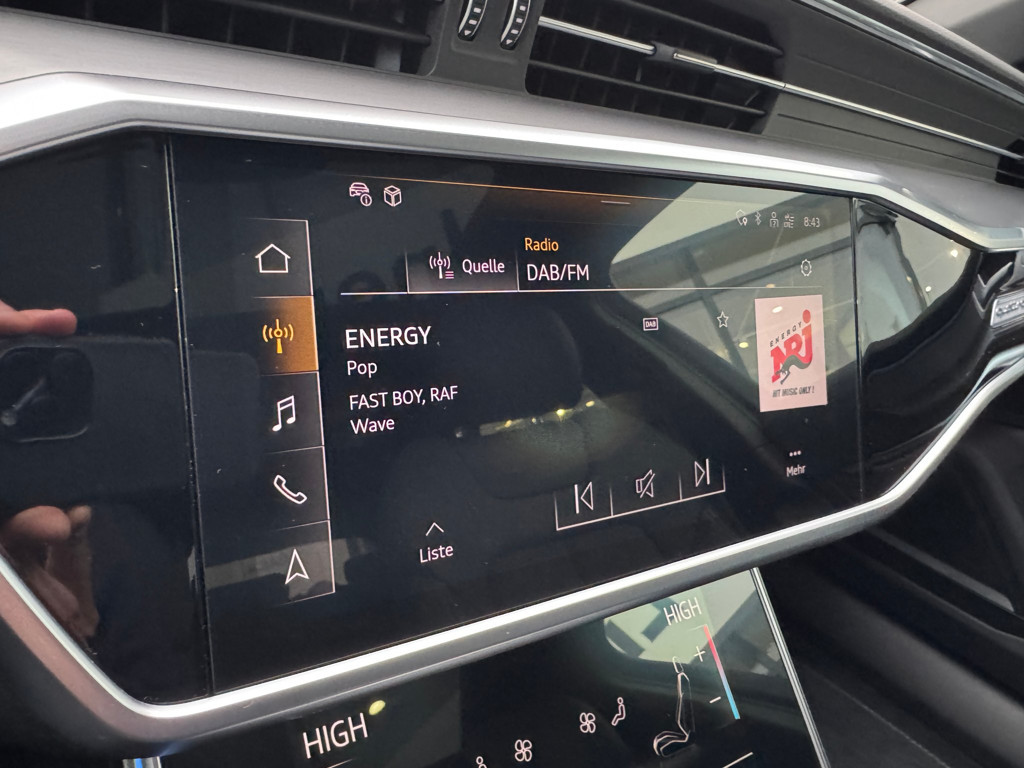 8:43
Radio
Quelle
DAB/FM
ENERGY
DAB
Pop
FAST BOY, RAF
Wave
ENERGY
NRJ
HIT MUSIC ONLY!
Mehr
Liste
HIGH
+
-
HIGH